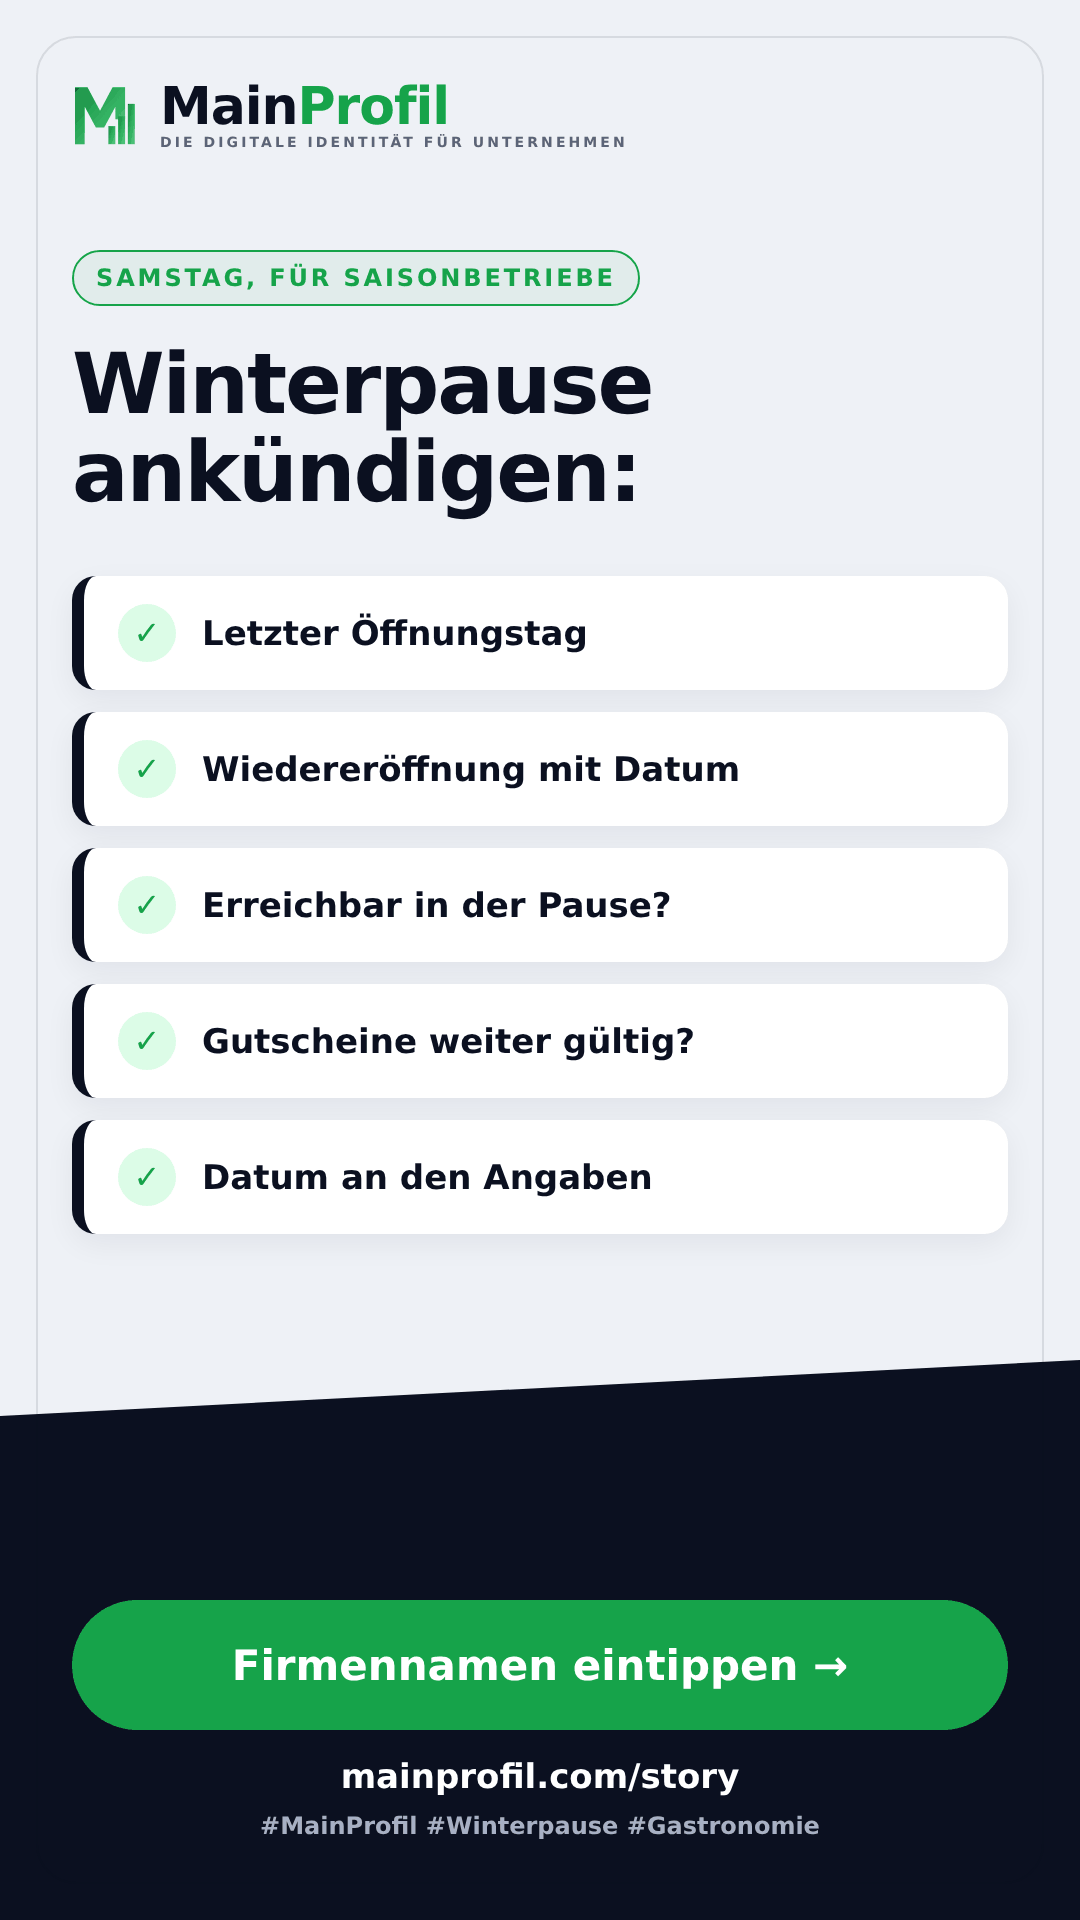 MainProfil
DIE DIGITALE IDENTITÄT FÜR UNTERNEHMEN
SAMSTAG, FÜR SAISONBETRIEBE
Winterpause
ankündigen:
✓ Letzter Öffnungstag
✓ Wiedereröffnung mit Datum
✓ Erreichbar in der Pause?
✓ Gutscheine weiter gültig?
✓ Datum an den Angaben
Firmennamen eintippen →
mainprofil.com/story
#MainProfil #Winterpause #Gastronomie